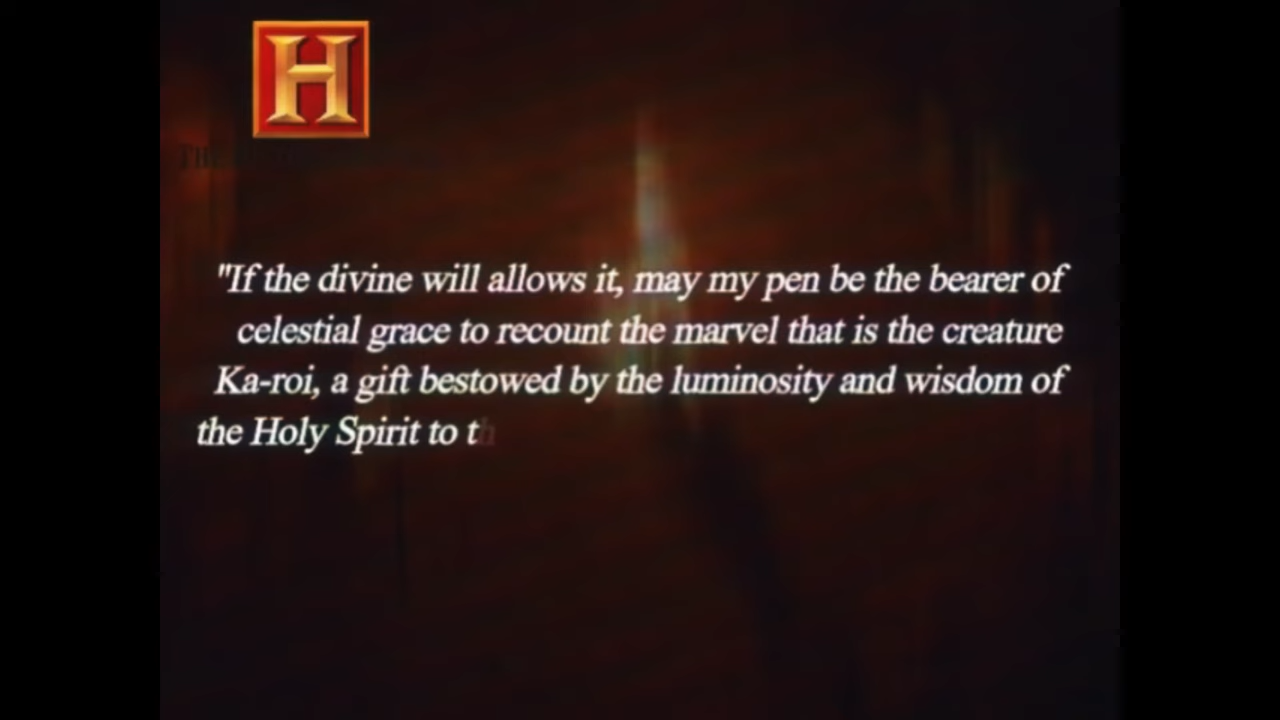 H
"If the divine will allows it, may my pen be the bearer of
celestial grace to recount the marvel that is the creature
Ka-roi, a gift bestowed by the luminosity and wisdom of
the Holy Spirit to th